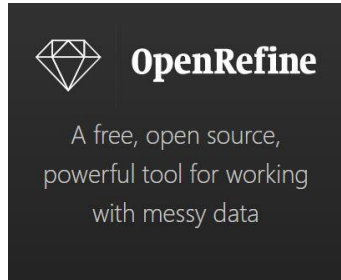 OpenRefine
A free, open source,
powerful tool for working
with messy data